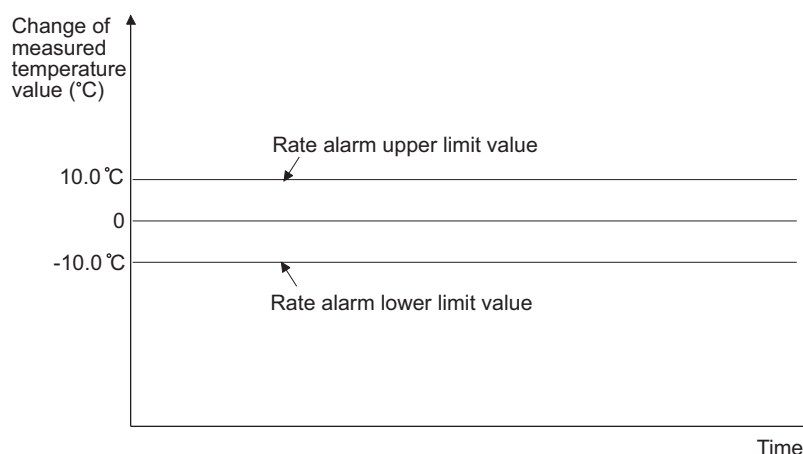 Change of
measured
temperature
value (°C)
Rate alarm upper limit value
10.0°C
0
-10.0°C
Rate alarm lower limit value
Time